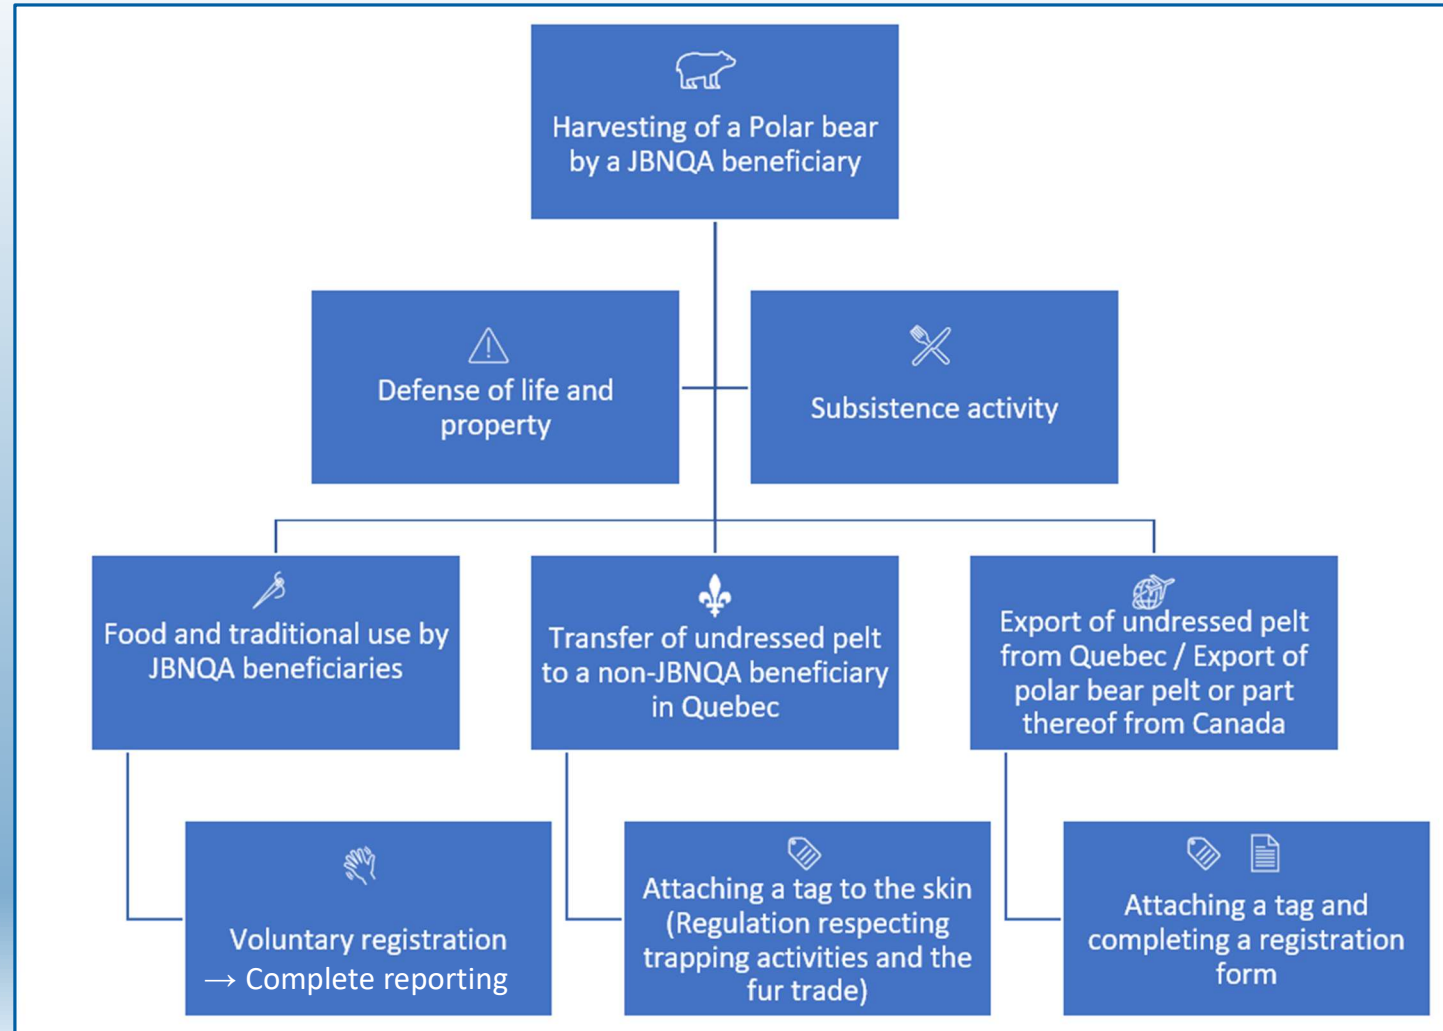 Harvesting of a Polar bear
by a JBNQA beneficiary
Defense of life and
property
Subsistence activity
Food and traditional use by
JBNQA beneficiaries
Transfer of undressed pelt
to a non-JBNQA beneficiary
in Quebec
Export of undressed pelt
from Quebec / Export of
polar bear pelt or part
thereof from Canada
Voluntary registration
→ Complete reporting
Attaching a tag to the skin
(Regulation respecting
trapping activities and the
fur trade)
Attaching a tag and
completing a registration
form